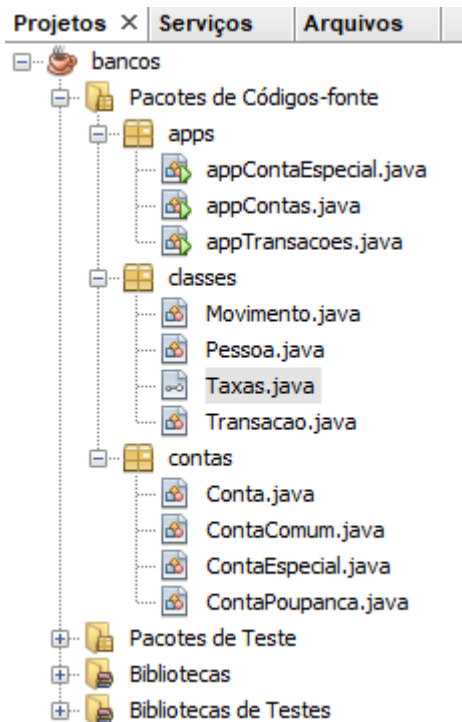 Projetos × Serviços Arquivos
bancos
Pacotes de Códigos-fonte
apps
appContaEspecial.java
appContas.java
appTransacoes.java
classes
Movimento.java
Pessoa.java
Taxas.java
Transacao.java
contas
Conta.java
ContaComum.java
ContaEspecial.java
ContaPoupanca.java
Pacotes de Teste
Bibliotecas
Bibliotecas de Testes